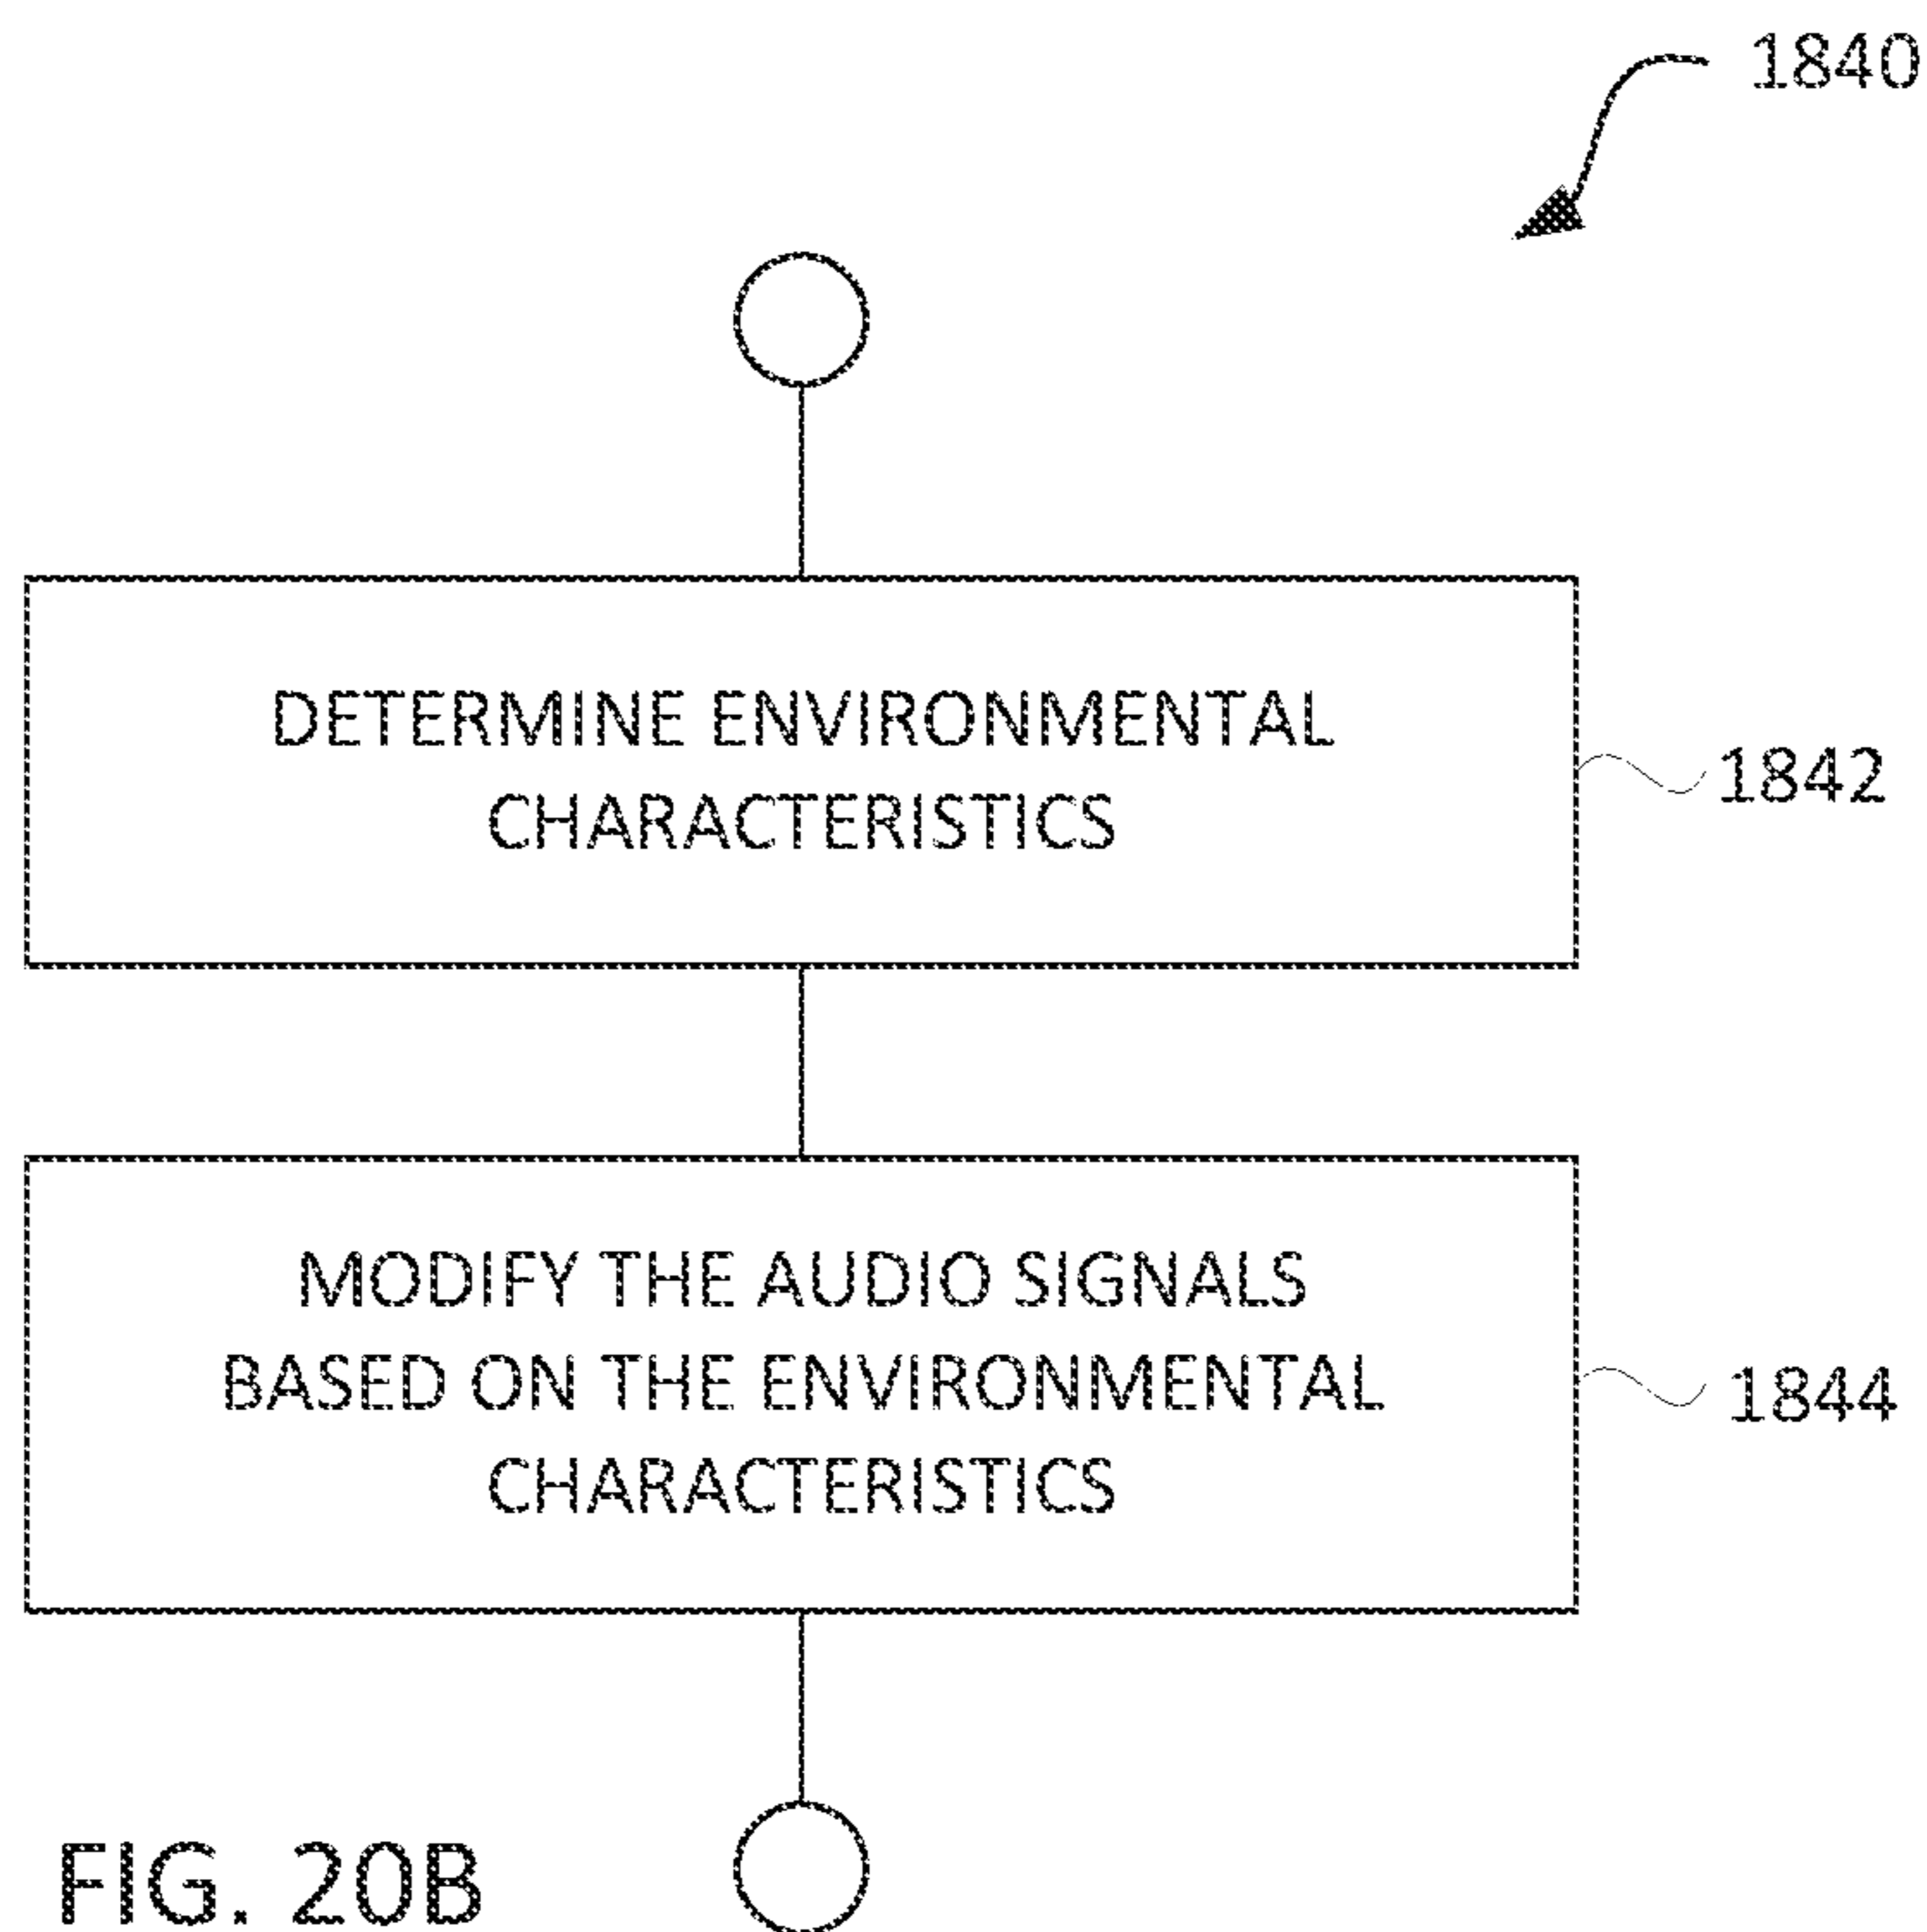 1840
DETERMINE ENVIRONMENTAL
CHARACTERISTICS
1842
MODIFY THE AUDIO SIGNALS
BASED ON THE ENVIRONMENTAL
CHARACTERISTICS
1844
FIG. 20B